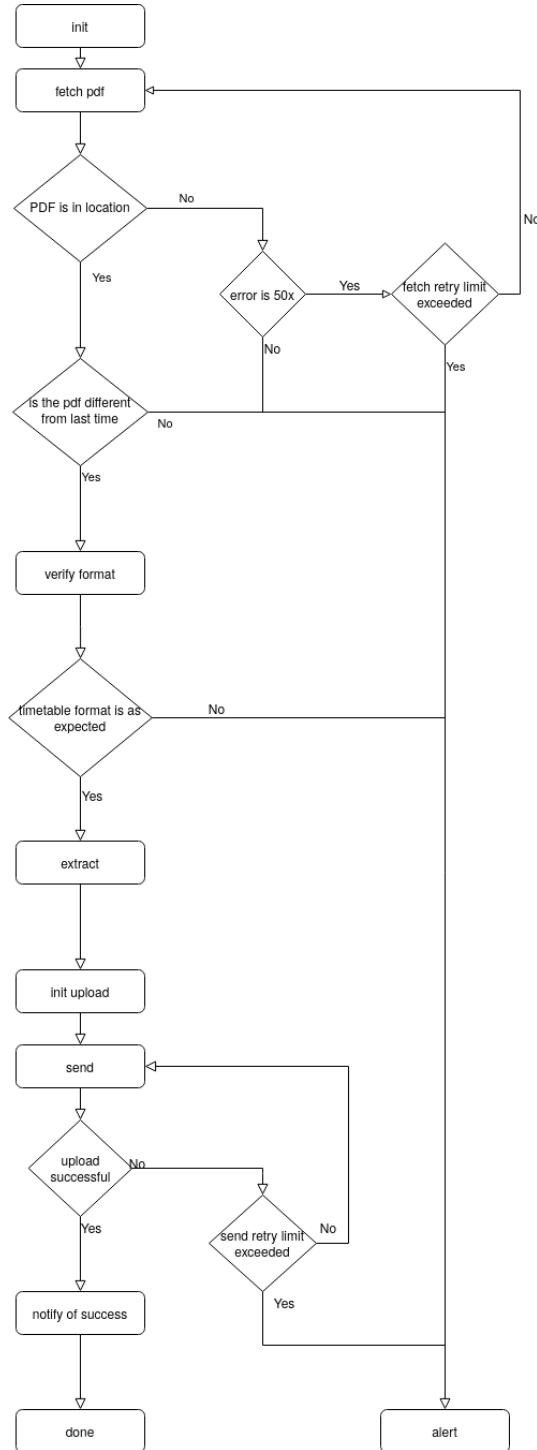 init
fetch pdf
PDF is in location
No
Yes
error is 50x
Yes
fetch retry limit
exceeded
No
No
Yes
is the pdf different
from last time
No
Yes
verify format
timetable format is as
expected
No
Yes
extract
init upload
send
upload
successful
No
Yes
send retry limit
exceeded
No
Yes
notify of success
done
alert